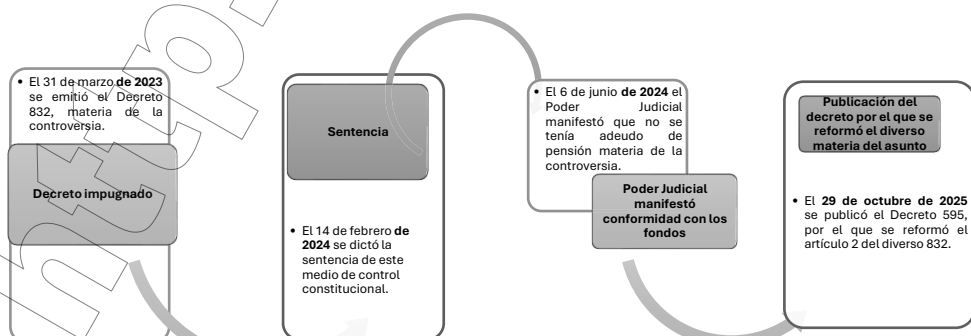 • El 31 de marzo de 2023
se emitió el Decreto
832, materia de la
controversia.
Decreto impugnado
Sentencia
• El 14 de febrero de
2024 se dictó la
sentencia de este
medio de control
constitucional.
• El 6 de junio de 2024 el
Poder Judicial
manifestó que no se
tenía adeudo de
pensión materia de la
controversia.
Poder Judicial
manifestó
conformidad con los
fondos
Publicación del
decreto por el que se
reformó el diverso
materia del asunto
• El 29 de octubre de 2025
se publicó el Decreto 595,
por el que se reformó el
artículo 2 del diverso 832.